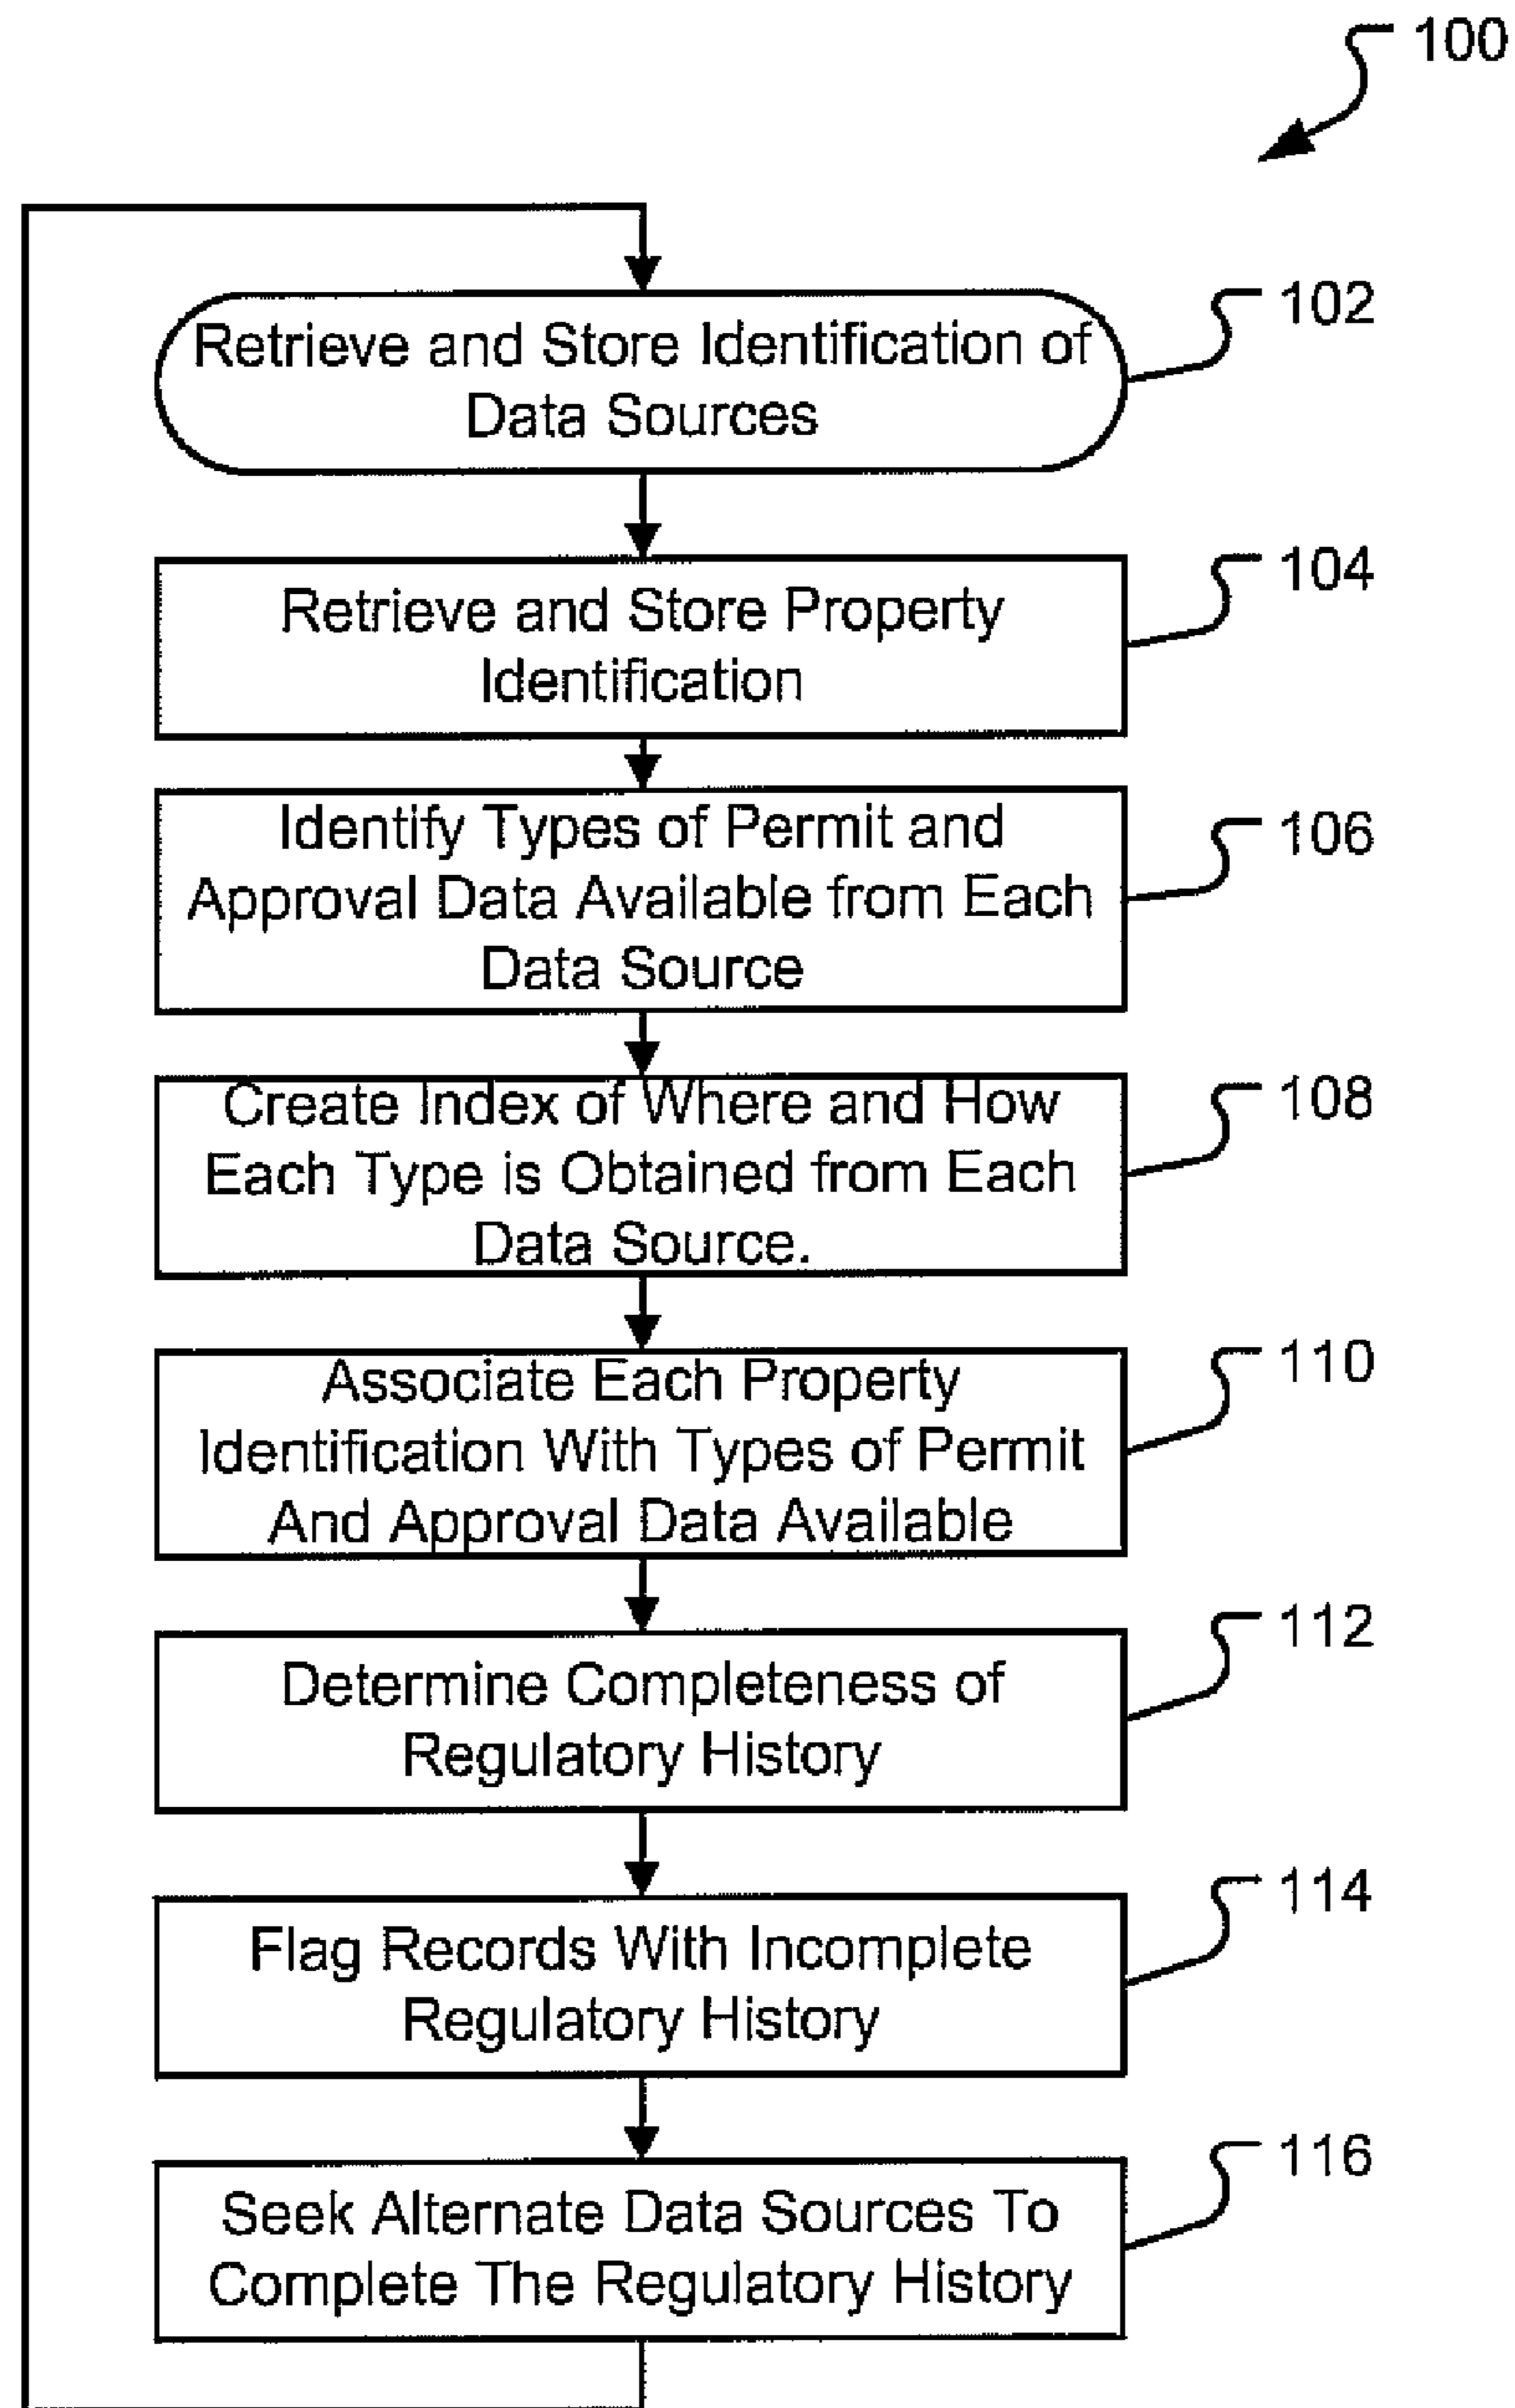 100
Retrieve and Store Identification of
Data Sources
102
Retrieve and Store Property
Identification
104
Identify Types of Permit and
Approval Data Available from Each
Data Source
106
Create Index of Where and How
Each Type is Obtained from Each
Data Source.
108
Associate Each Property
Identification With Types of Permit
And Approval Data Available
110
Determine Completeness of
Regulatory History
112
Flag Records With Incomplete
Regulatory History
114
Seek Alternate Data Sources To
Complete The Regulatory History
116